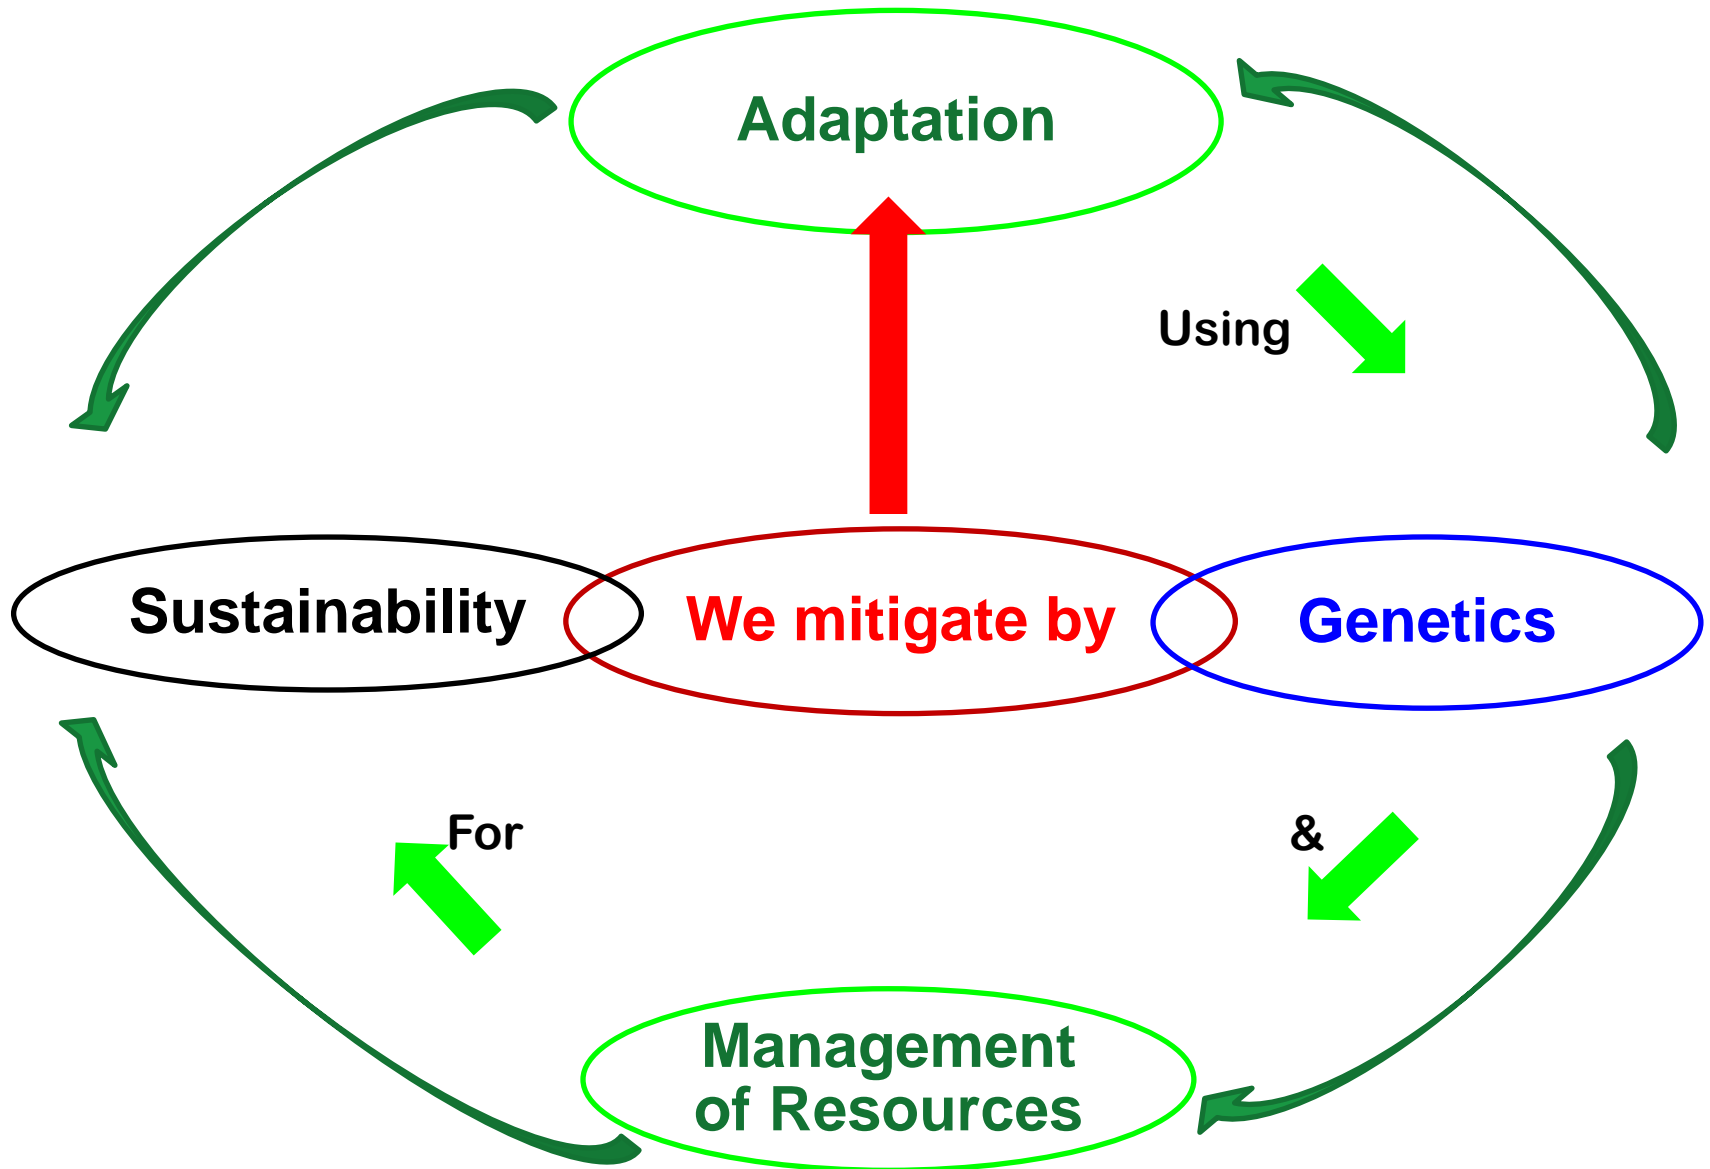 Adaptation
Using
Sustainability
We mitigate by
Genetics
For
&
Management
of Resources